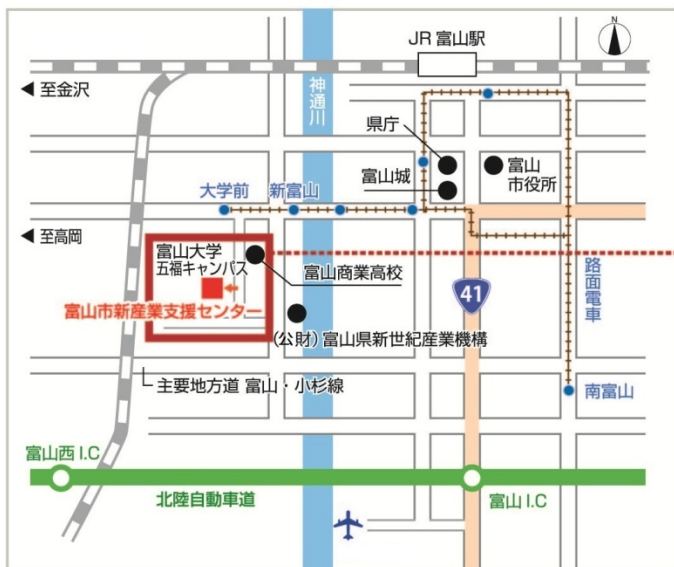 N
JR 富山駅
至金沢
神通川
県庁
富山城
富山
市役所
大学前
新富山
至高岡
富山大学
五福キャンパス
富山商業高校
41
路面電車
富山市新産業支援センター
(公財)富山県新世紀産業機構
主要地方道 富山・小杉線
南富山
富山西 I.C
北陸自動車道
富山 I.C